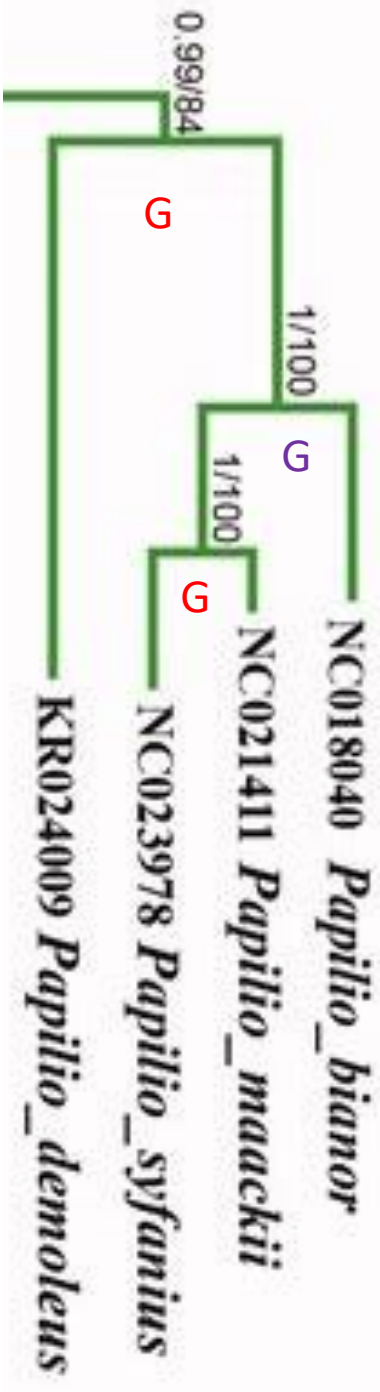 0.99/84
G
1/100
G
1/100
G
NC018040 Papilio_bianor
NC021411 Papilio_maackii
NC023978 Papilio_syfanius
KR024009 Papilio_demoleus